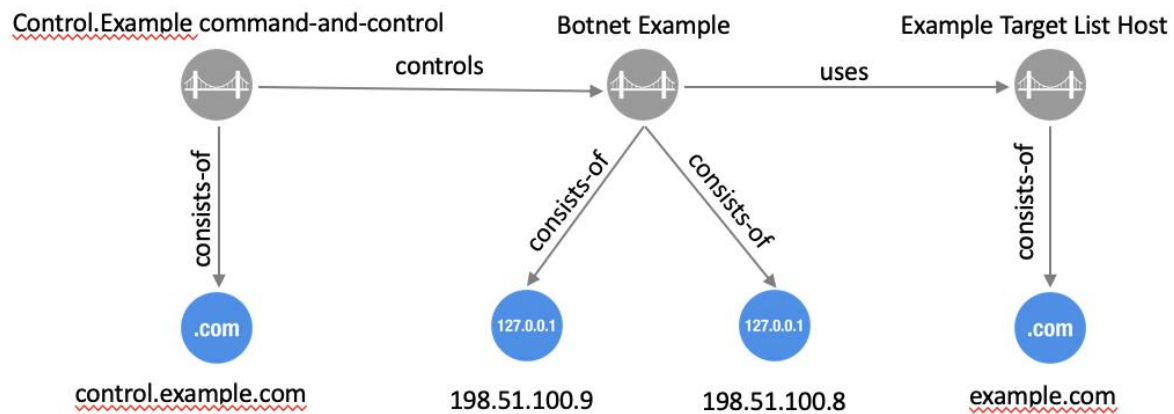 Control.Example command-and-control
Botnet Example
Example Target List Host
controls
uses
consists-of
consists-of
consists-of
consists-of
.com
127.0.0.1
127.0.0.1
.com
control.example.com
198.51.100.9
198.51.100.8
example.com